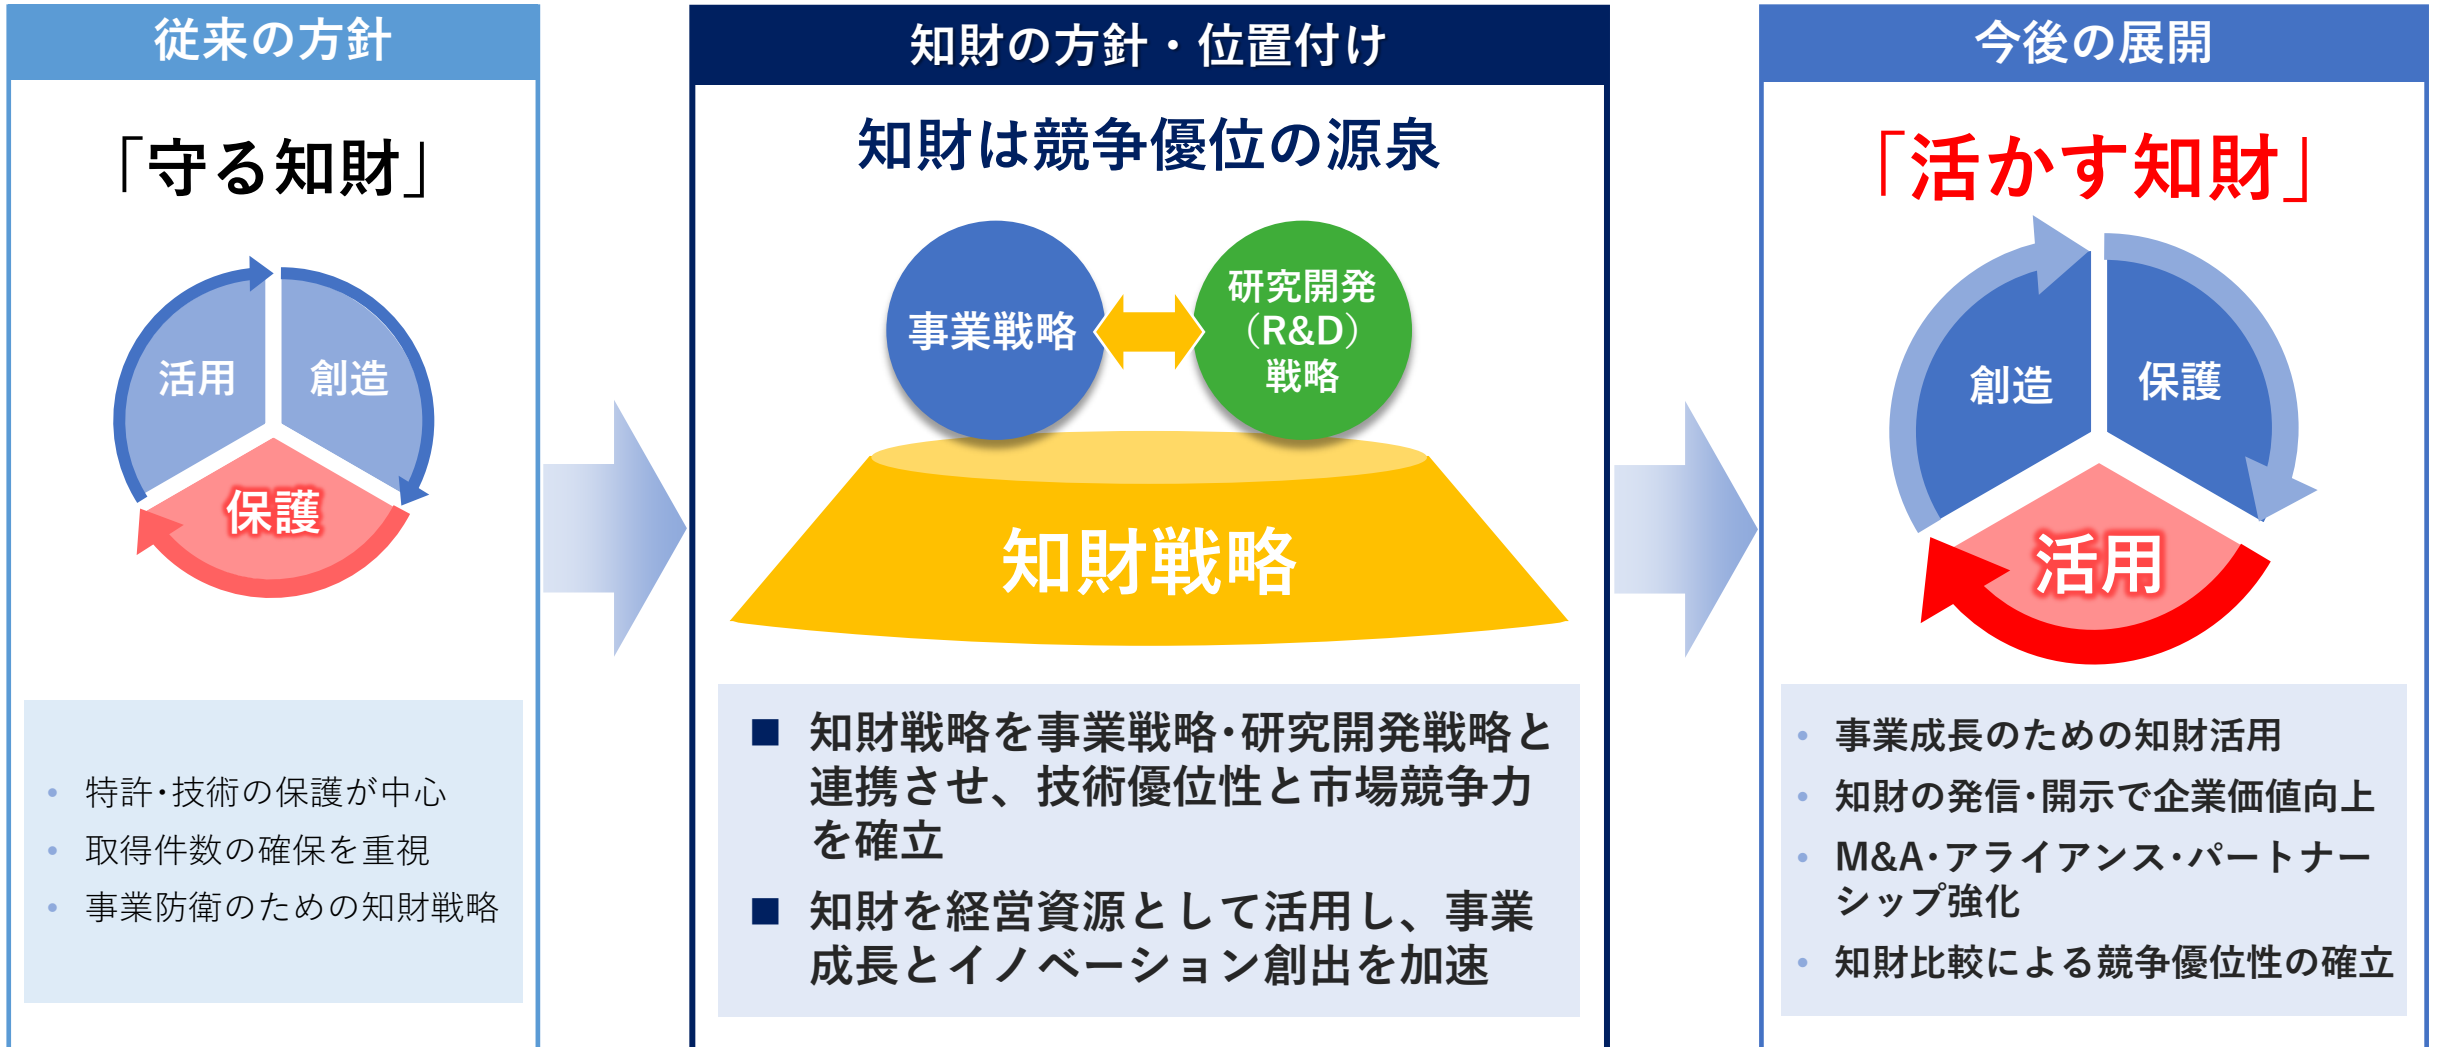 従来の方針
「守る知財」
活用
創造
保護
・特許・技術の保護が中心
・取得件数の確保を重視
・事業防衛のための知財戦略
知財の方針・位置付け
知財は競争優位の源泉
事業戦略
研究開発
（R&D）
戦略
知財戦略
■ 知財戦略を事業戦略・研究開発戦略と
連携させ、技術優位性と市場競争力
を確立
■ 知財を経営資源として活用し、事業
成長とイノベーション創出を加速
今後の展開
「活かす知財」
創造
保護
活用
・事業成長のための知財活用
・知財の発信・開示で企業価値向上
・M&A・アライアンス・パートナー
シップ強化
・知財比較による競争優位性の確立